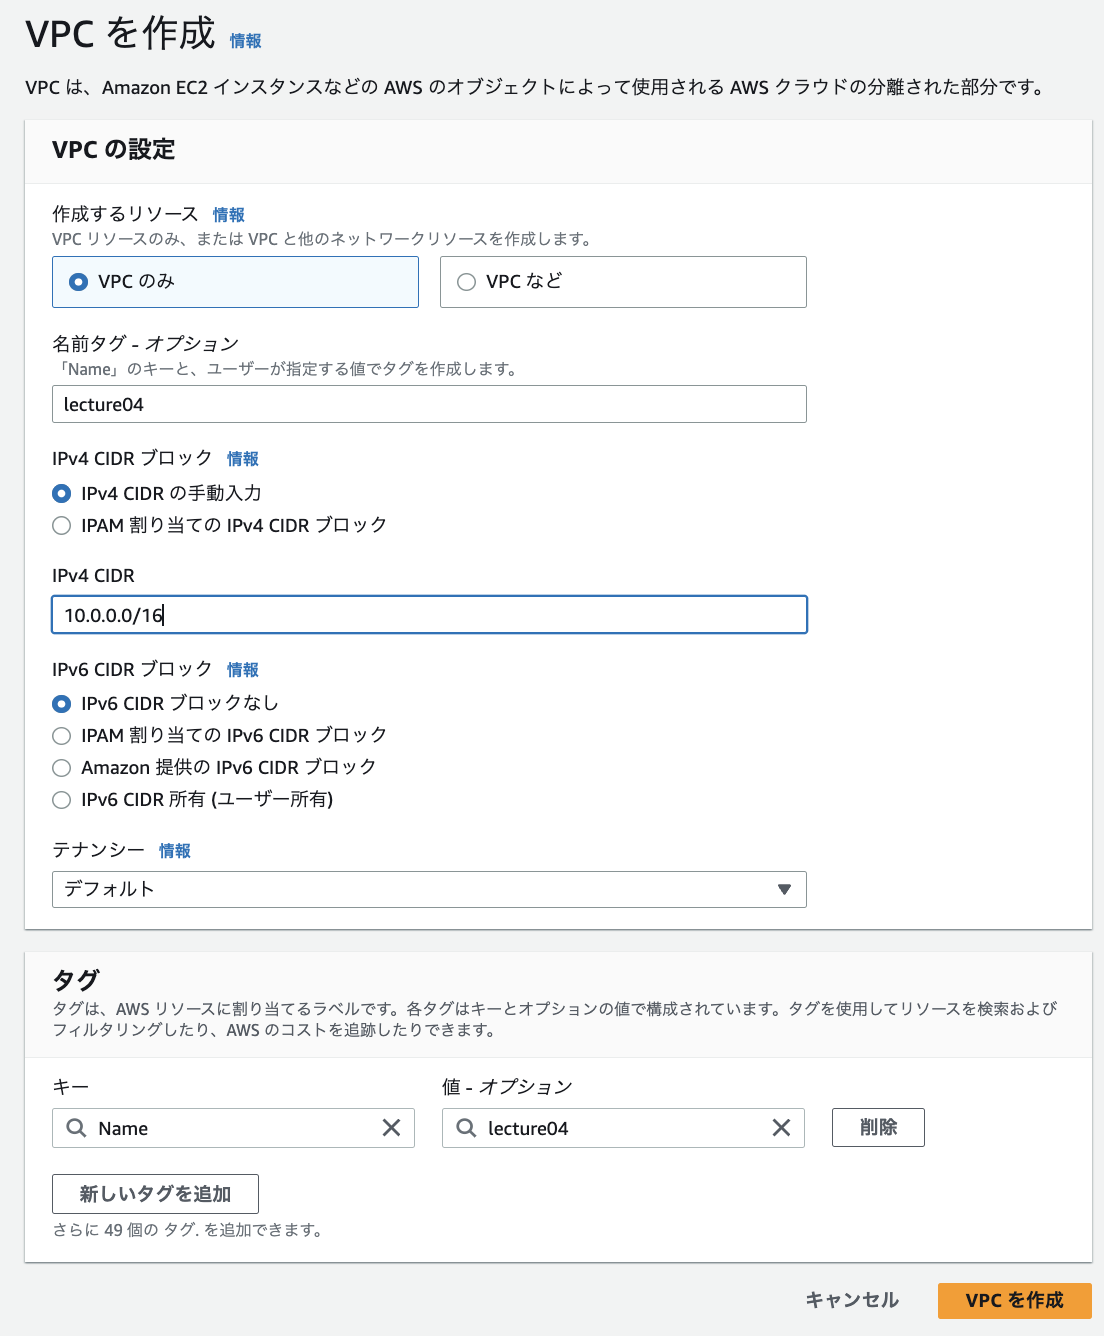 VPC を作成 情報
VPC は、Amazon EC2 インスタンスなどの AWS のオブジェクトによって使用される AWS クラウドの分離された部分です。
VPC の設定
作成するリソース 情報
VPC リソースのみ、または VPC と他のネットワークリソースを作成します。
VPC のみ VPC など
名前タグ - オプション
「Name」のキーと、ユーザーが指定する値でタグを作成します。
lecture04
IPv4 CIDR ブロック 情報
IPv4 CIDR の手動入力
IPAM 割り当ての IPv4 CIDR ブロック
IPv4 CIDR
10.0.0.0/16
IPv6 CIDR ブロック 情報
IPv6 CIDR ブロックなし
IPAM 割り当ての IPv6 CIDR ブロック
Amazon 提供の IPv6 CIDR ブロック
IPv6 CIDR 所有 (ユーザー所有)
テナンシー 情報
デフォルト
タグ
タグは、AWS リソースに割り当てるラベルです。各タグはキーとオプションの値で構成されています。タグを使用してリソースを検索および
フィルタリングしたり、AWS のコストを追跡したりできます。
キー 値 - オプション
Name lecture04 削除
新しいタグを追加
さらに 49 個の タグ. を追加できます。
キャンセル VPC を作成